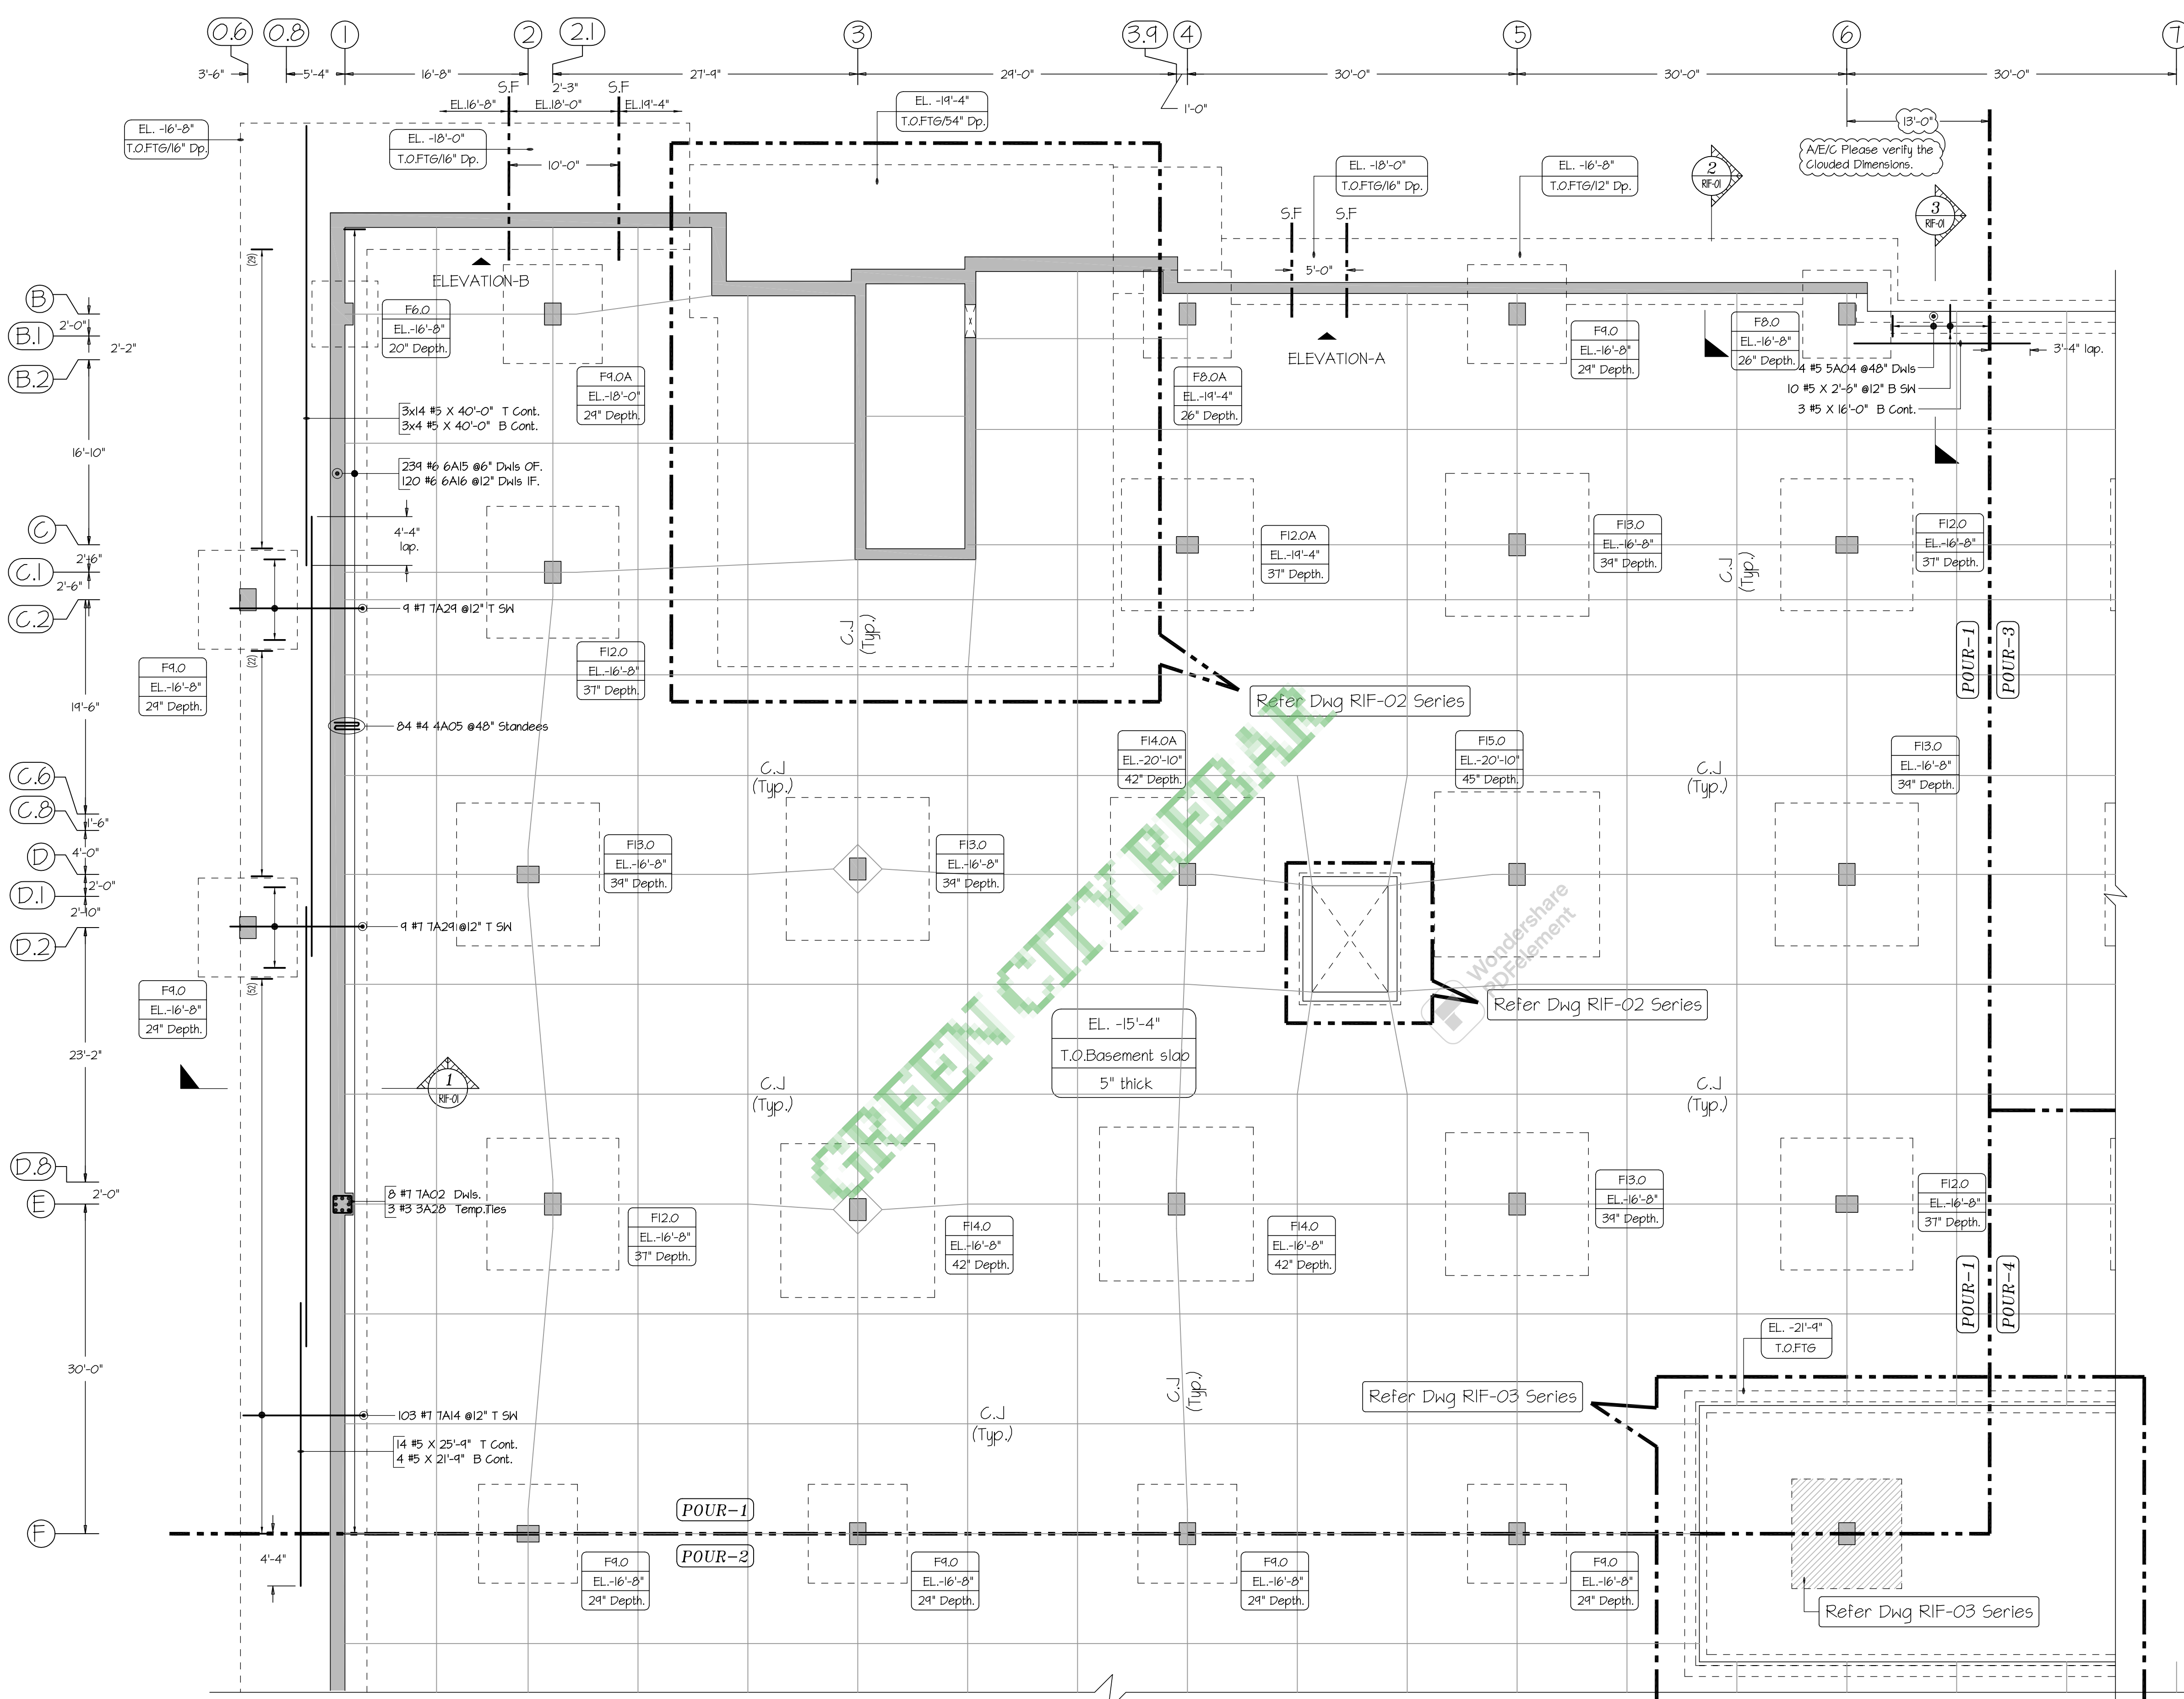 0.6
0.8
1
2
2.1
3
3.9
4
5
6
7
3'-6"
5'-4"
16'-8"
27'-9"
29'-0"
30'-0"
30'-0"
30'-0"
S.F
2'-3"
S.F
EL.16'-8"
EL.18'-0"
EL.19'-4"
1'-0"
10'-0"
13'-0"
A/E/C Please verify the
Clouded Dimensions.
EL. -16'-8"
T.O.FTG/16" Dp.
EL. -18'-0"
T.O.FTG/16" Dp.
EL. -19'-4"
T.O.FTG/54" Dp.
EL. -18'-0"
T.O.FTG/16" Dp.
EL. -16'-8"
T.O.FTG/12" Dp.
2
RIF-01
3
RIF-01
S.F
S.F
5'-0"
ELEVATION-B
ELEVATION-A
(29)
B
2'-0"
B.1
2'-2"
B.2
16'-10"
C
2'-6"
C.1
2'-6"
C.2
19'-6"
C.6
C.8
1'-6"
D
4'-0"
2'-0"
D.1
2'-10"
D.2
23'-2"
D.8
2'-0"
E
30'-0"
F
F6.0
EL.-16'-8"
20" Depth.
F9.0A
EL.-18'-0"
29" Depth.
F8.0A
EL.-19'-4"
26" Depth.
F9.0
EL.-16'-8"
29" Depth.
F8.0
EL.-16'-8"
26" Depth.
4 #5 5A04 @48" Dwls
10 #5 X 2'-6" @12" B SW
3 #5 X 16'-0" B Cont.
3'-4" lap.
3x14 #5 X 40'-0" T Cont.
3x4 #5 X 40'-0" B Cont.
239 #6 6A15 @6" Dwls OF.
120 #6 6A16 @12" Dwls IF.
4'-4"
lap.
F12.0A
EL.-19'-4"
37" Depth.
F13.0
EL.-16'-8"
39" Depth.
C.J
(Typ.)
F12.0
EL.-16'-8"
37" Depth.
9 #7 7A29 @12" T SW
(22)
F9.0
EL.-16'-8"
29" Depth.
F12.0
EL.-16'-8"
37" Depth.
C.J
(Typ.)
POUR-1
POUR-3
Refer Dwg RIF-02 Series
84 #4 4A05 @48" Standees
C.J
(Typ.)
F14.0A
EL.-20'-10"
42" Depth.
F15.0
EL.-20'-10"
45" Depth.
C.J
(Typ.)
F13.0
EL.-16'-8"
39" Depth.
F13.0
EL.-16'-8"
39" Depth.
F13.0
EL.-16'-8"
39" Depth.
9 #7 7A29 @12" T SW
(52)
F9.0
EL.-16'-8"
29" Depth.
GREEN CITY REBAR
Wondershare
PDFelement
Refer Dwg RIF-02 Series
EL. -15'-4"
T.O.Basement slab
5" thick
1
RIF-01
C.J
(Typ.)
C.J
(Typ.)
8 #7 7A02 Dwls.
3 #3 3A28 Temp.Ties
F12.0
EL.-16'-8"
37" Depth.
F14.0
EL.-16'-8"
42" Depth.
F14.0
EL.-16'-8"
42" Depth.
F13.0
EL.-16'-8"
39" Depth.
F12.0
EL.-16'-8"
37" Depth.
POUR-1
POUR-4
EL. -21'-9"
T.O.FTG
Refer Dwg RIF-03 Series
C.J
(Typ.)
C.J
(Typ.)
103 #7 7A14 @12" T SW
14 #5 X 25'-9" T Cont.
4 #5 X 21'-9" B Cont.
4'-4"
POUR-1
POUR-2
F9.0
EL.-16'-8"
29" Depth.
F9.0
EL.-16'-8"
29" Depth.
F9.0
EL.-16'-8"
29" Depth.
F9.0
EL.-16'-8"
29" Depth.
Refer Dwg RIF-03 Series